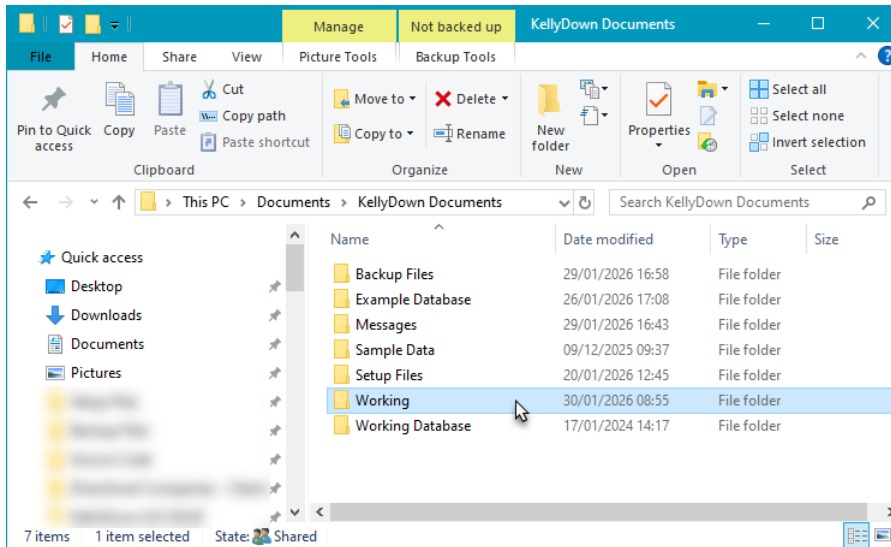 Manage Not backed up KellyDown Documents
File Home Share View Picture Tools Backup Tools
Pin to Quick access
Copy
Paste
Cut
Copy path
Paste shortcut
Clipboard
Move to
Copy to
Delete
Rename
Organize
New folder
New
Properties
Open
Select all
Select none
Invert selection
Select
This PC > Documents > KellyDown Documents
Search KellyDown Documents
Quick access
Desktop
Downloads
Documents
Pictures
Name Date modified Type Size
Backup Files 29/01/2026 16:58 File folder
Example Database 26/01/2026 17:08 File folder
Messages 29/01/2026 16:43 File folder
Sample Data 09/12/2025 09:37 File folder
Setup Files 20/01/2026 12:45 File folder
Working 30/01/2026 08:55 File folder
Working Database 17/01/2024 14:17 File folder
7 items 1 item selected State: Shared